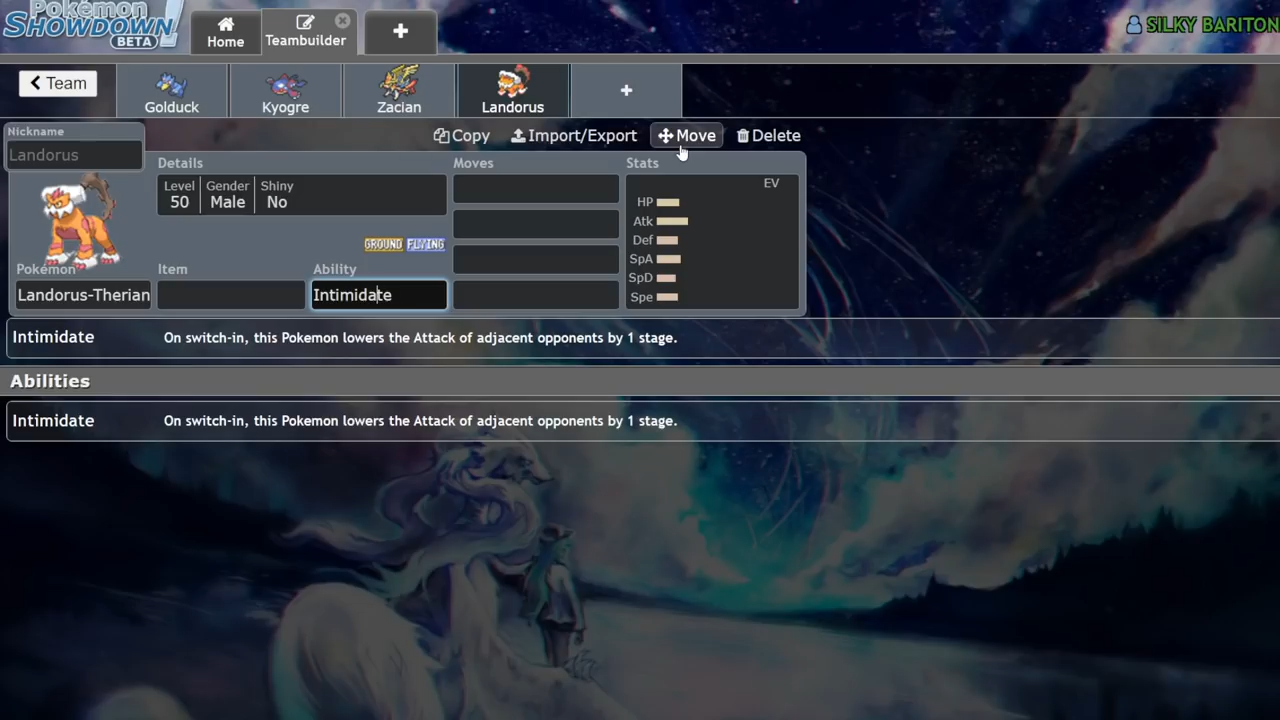 Pokémon
SHOWDOWN!
BETA
Home
Teambuilder
SILKY BARITON
Team
Golduck
Kyogre
Zacian
Landorus
Nickname
Landorus
Copy
Import/Export
Move
Delete
Details
Level
50
Gender
Male
Shiny
No
GROUND FLYING
Pokémon
Landorus-Therian
Item
Ability
Intimidate
Moves
Stats
EV
HP
Atk
Def
SpA
SpD
Spe
Intimidate On switch-in, this Pokemon lowers the Attack of adjacent opponents by 1 stage.
Abilities
Intimidate On switch-in, this Pokemon lowers the Attack of adjacent opponents by 1 stage.